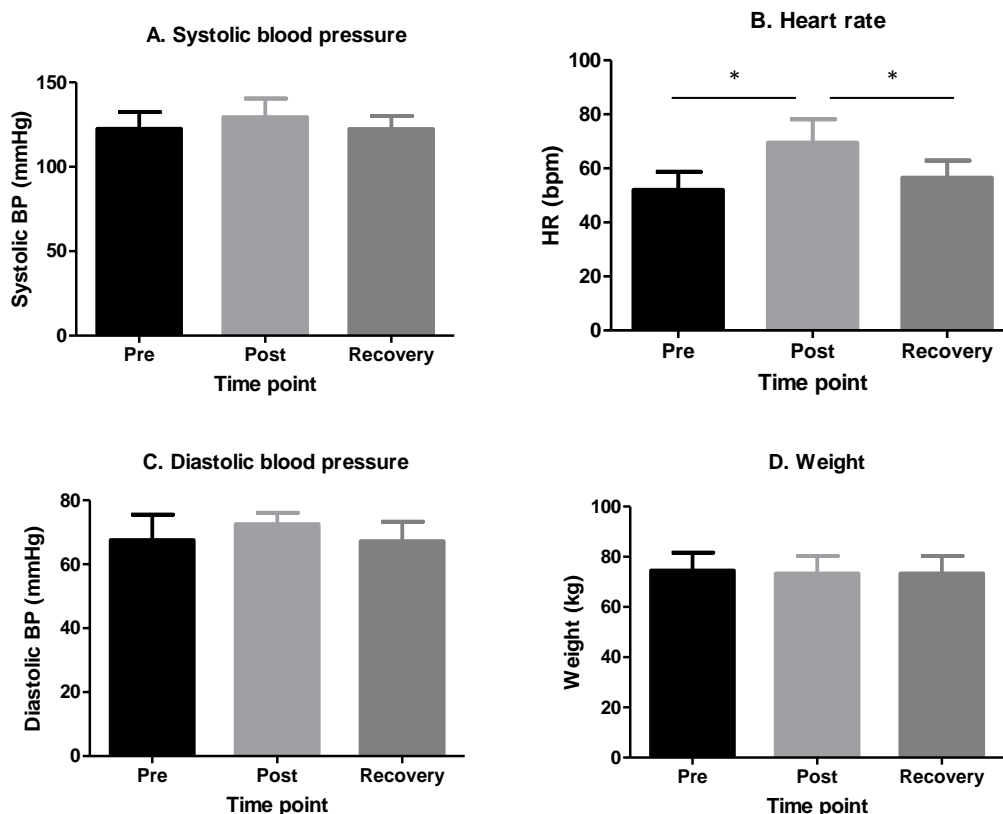 A. Systolic blood pressure
Systolic BP (mmHg)
150
100
50
0
Pre Post Recovery
Time point
B. Heart rate
HR (bpm)
100
80
60
40
20
0
* *
Pre Post Recovery
Time point
C. Diastolic blood pressure
Diastolic BP (mmHg)
80
60
40
20
0
Pre Post Recovery
Time point
D. Weight
Weight (kg)
100
80
60
40
20
0
Pre Post Recovery
Time point